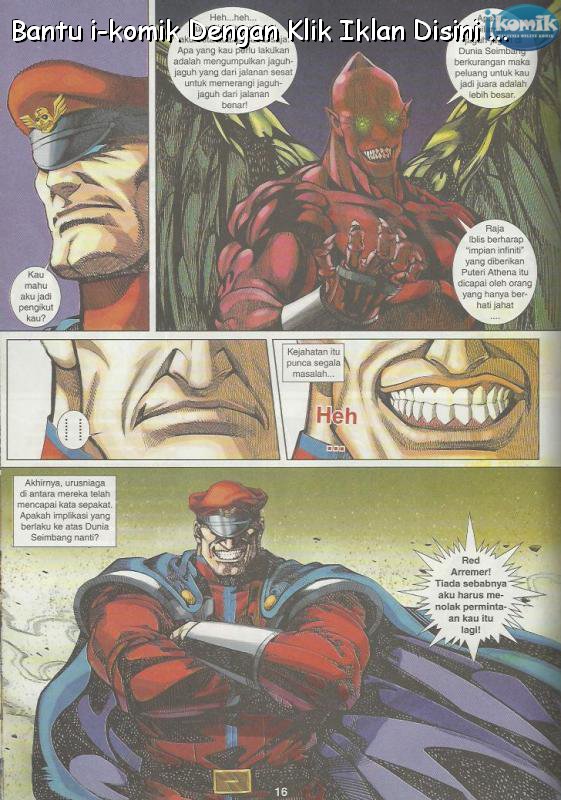 Bantu i-komik Dengan Klik Iklan Disini ...
i komik
Heh...heh...
Apa yang kau perlu lakukan
adalah mengumpulkan jaguh-
jaguh yang dari jalanan sesat
untuk memerangi jaguh-
jaguh dari jalanan
benar!
Dunia Seimbang
berkurangan maka
peluang untuk kau
jadi juara adalah
lebih besar.
Kau
mahu
aku jadi
pengikut
kau?
Raja
Iblis berharap
"impian infiniti"
yang diberikan
Puteri Athena itu
dicapai oleh orang
yang hanya ber-
hati jahat
....
Kejahatan itu
punca segala
masalah...
Heh
...
Akhirnya, urusniaga
di antara mereka telah
mencapai kata sepakat.
Apakah implikasi yang
berlaku ke atas Dunia
Seimbang nanti?
Red
Arremer!
Tiada sebabnya
aku harus me-
nolak perminta-
an kau itu
lagi!
16